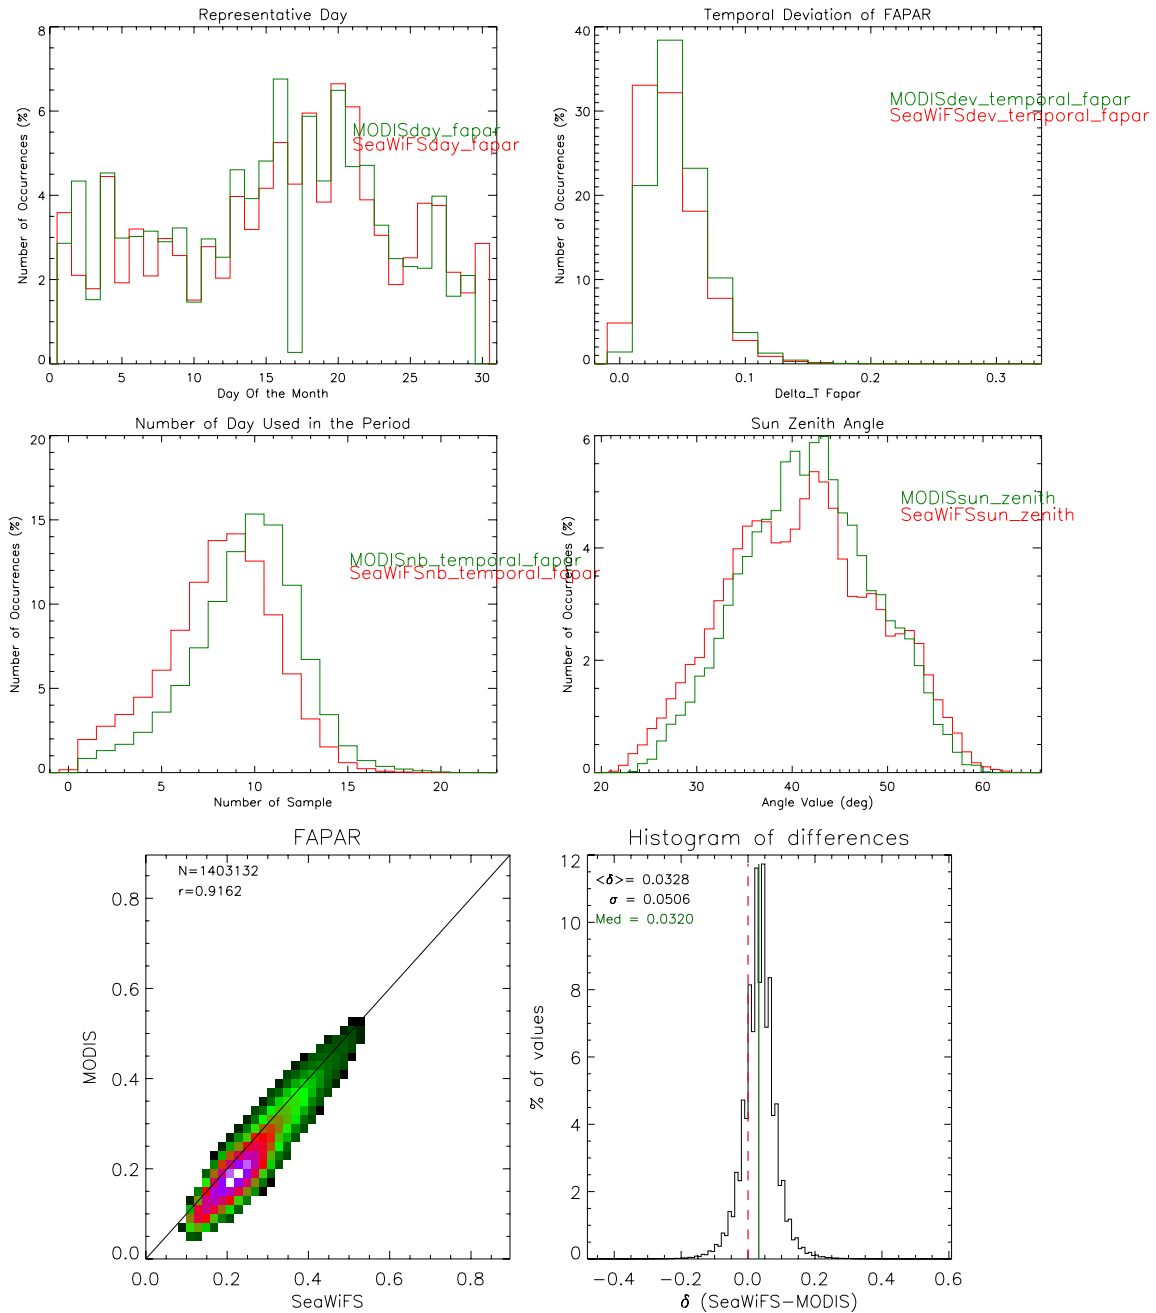 Representative Day
Number of Occurrences (%)
8
6
4
2
0
MODISday_fapar
SeaWiFSday_fapar
0 5 10 15 20 25 30
Day Of the Month
Temporal Deviation of FAPAR
Number of Occurrences (%)
40
30
20
10
0
MODISdev_temporal_fapar
SeaWiFSdev_temporal_fapar
0.0 0.1 0.2 0.3
Delta_T Fapar
Number of Day Used in the Period
Number of Occurrences (%)
20
15
10
5
0
MODISnb_temporal_fapar
SeaWiFSnb_temporal_fapar
0 5 10 15 20
Number of Sample
Sun Zenith Angle
Number of Occurrences (%)
6
4
2
0
MODISsun_zenith
SeaWiFSsun_zenith
20 30 40 50 60
Angle Value (deg)
FAPAR
N=1403132
r=0.9162
MODIS
0.8
0.6
0.4
0.2
0.0
0.0 0.2 0.4 0.6 0.8
SeaWiFS
Histogram of differences
<δ>= 0.0328
σ = 0.0506
Med = 0.0320
% of values
12
10
8
6
4
2
0
−0.4 −0.2 0.0 0.2 0.4 0.6
δ (SeaWiFS−MODIS)